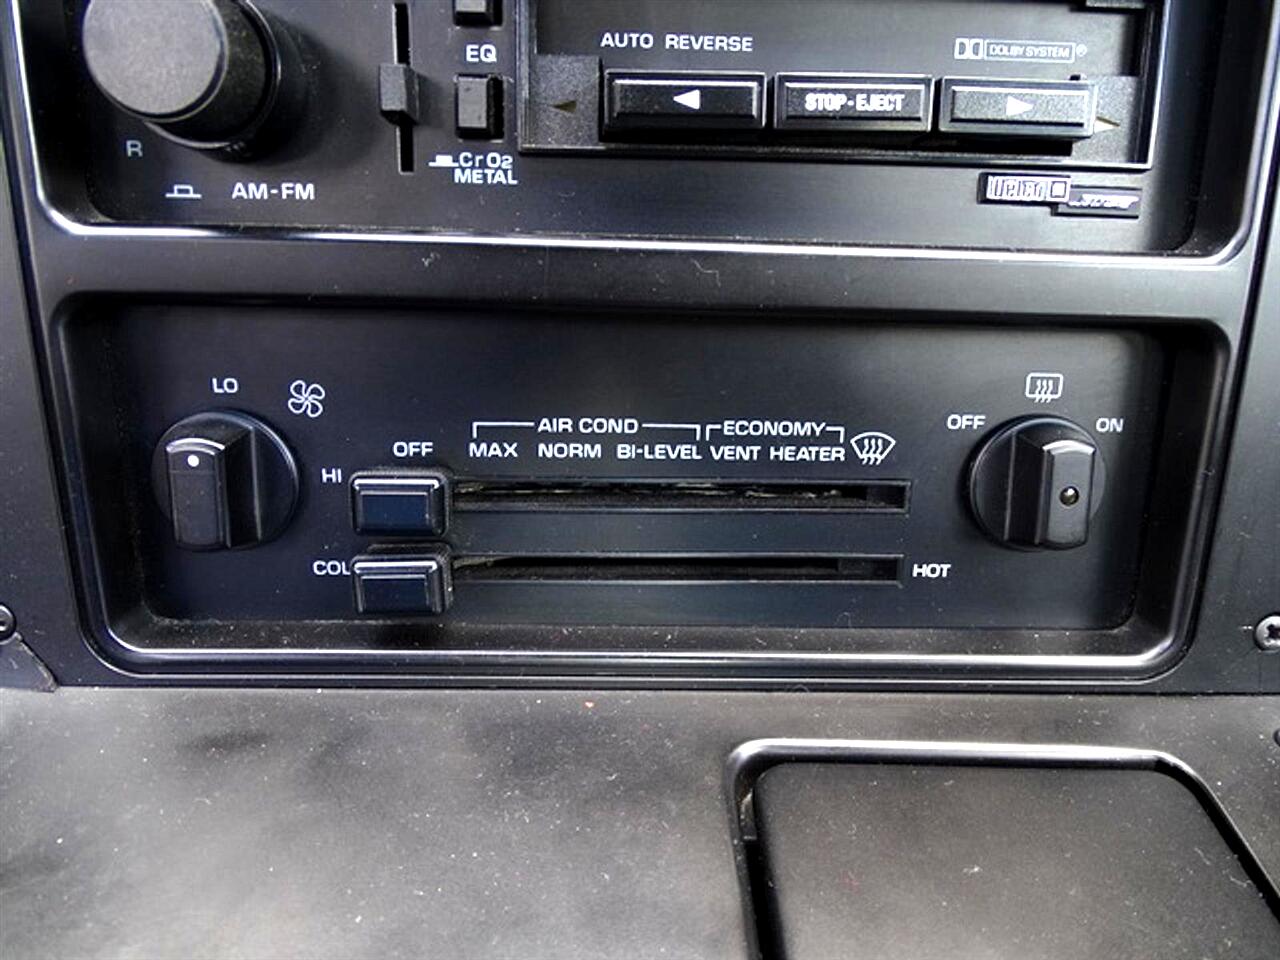 EQ
AUTO REVERSE
DOLBY SYSTEM ®
STOP·EJECT
R
CrO2
METAL
AM-FM
LO
AIR COND
ECONOMY
OFF
ON
OFF
MAX NORM BI-LEVEL VENT HEATER
HI
COL
HOT